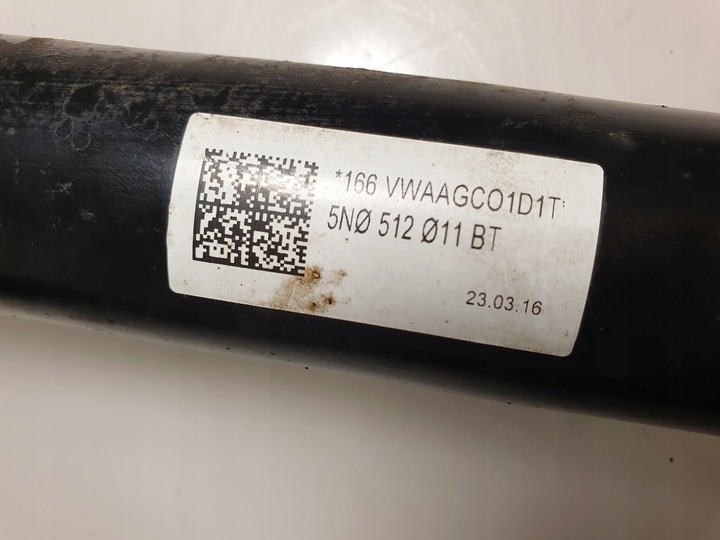 *166 VWAAGCO1D1T*
5NØ 512 Ø11 BT
23.03.16